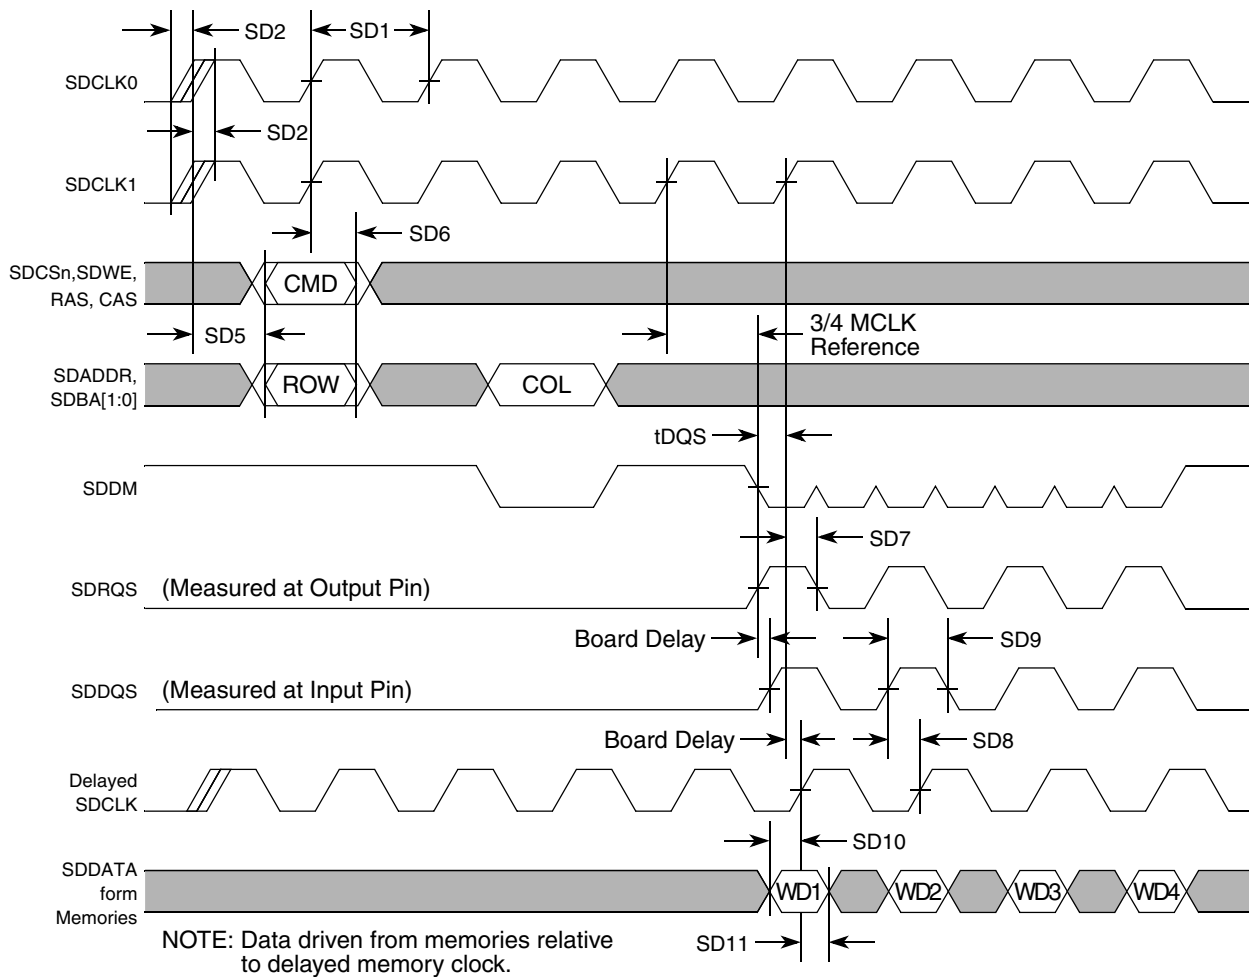 SD2
SD1
SDCLK0
SD2
SDCLK1
SD6
SDCSn,SDWE,
RAS, CAS
CMD
SD5
3/4 MCLK
Reference
SDADDR,
SDBA[1:0]
ROW
COL
tDQS
SDDM
SD7
SDRQS
(Measured at Output Pin)
Board Delay
SD9
SDDQS
(Measured at Input Pin)
Board Delay
SD8
Delayed
SDCLK
SD10
SDDATA
form
Memories
WD1
WD2
WD3
WD4
NOTE: Data driven from memories relative
to delayed memory clock.
SD11